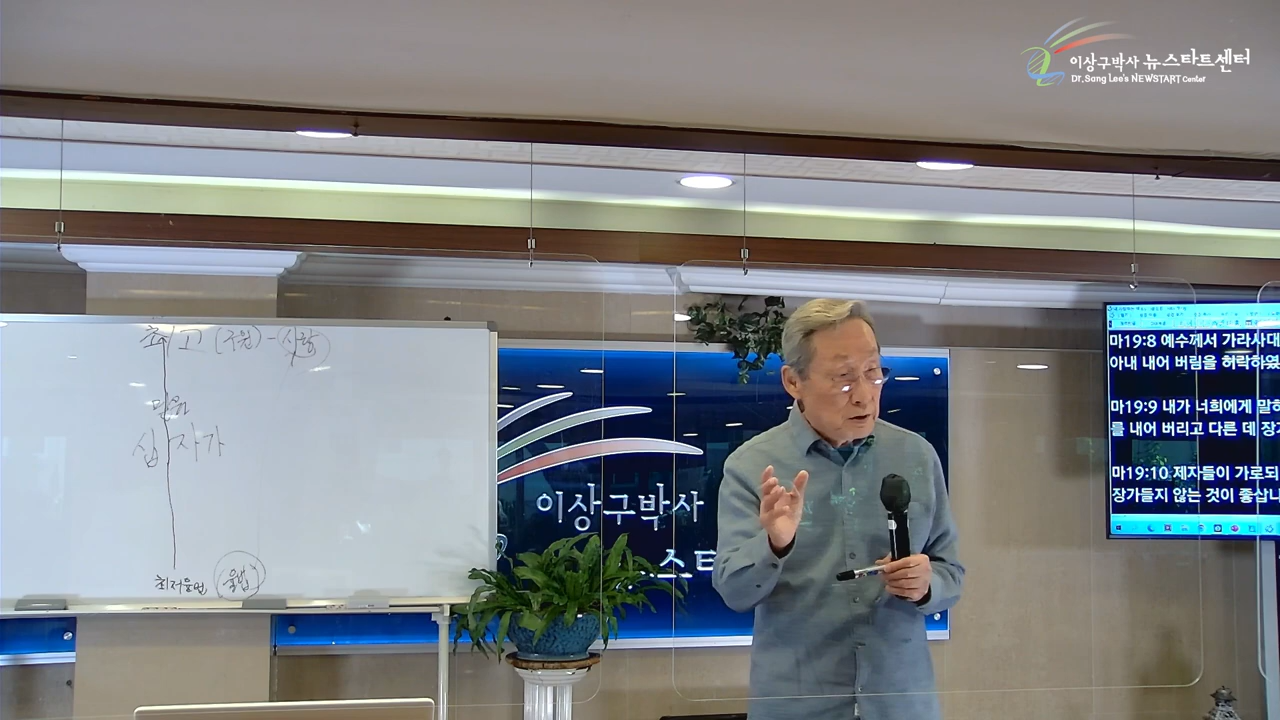 이상구박사 뉴스타트센터
Dr. Sang Lee's NEWSTART Center
최고 (구원) - 사랑
십자가
최저 율법
이상구박사
스타
마19:8 예수께서 가라사대
아내 내어 버림을 허락하였
마19:9 내가 너희에게 말하
를 내어 버리고 다른 데 장가
마19:10 제자들이 가로되
장가들지 않는 것이 좋삽나